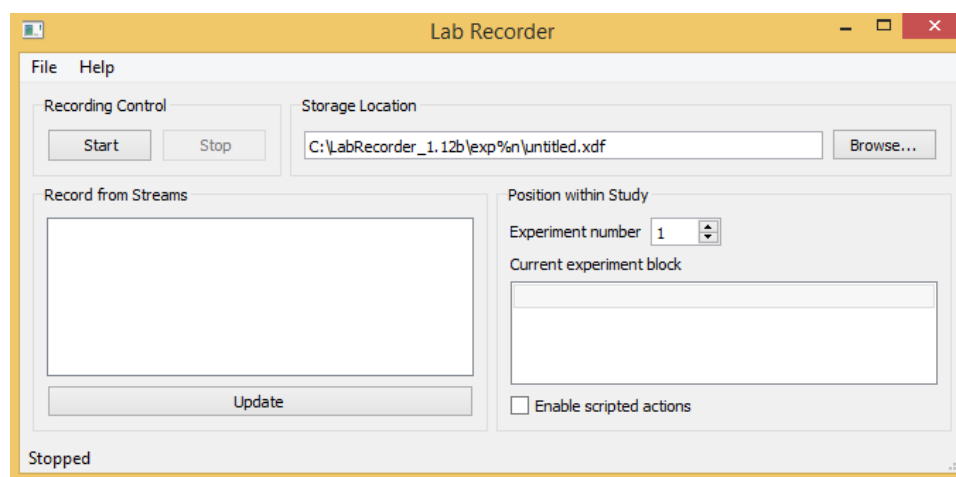 Lab Recorder
File Help
Recording Control
Start Stop
Storage Location
C:\LabRecorder_1.12b\exp%n\untitled.xdf Browse...
Record from Streams
Update
Position within Study
Experiment number 1
Current experiment block
Enable scripted actions
Stopped